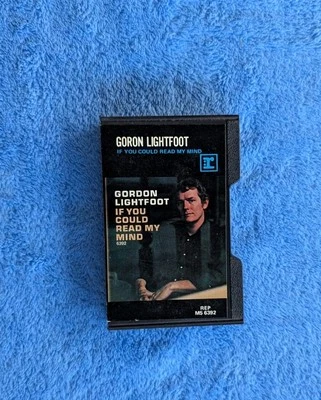 GORON LIGHTFOOT
IF YOU COULD READ MY MIND
r
GORDON
LIGHTFOOT
IF YOU
COULD
READ MY
MIND
6392
REP
M5 6392